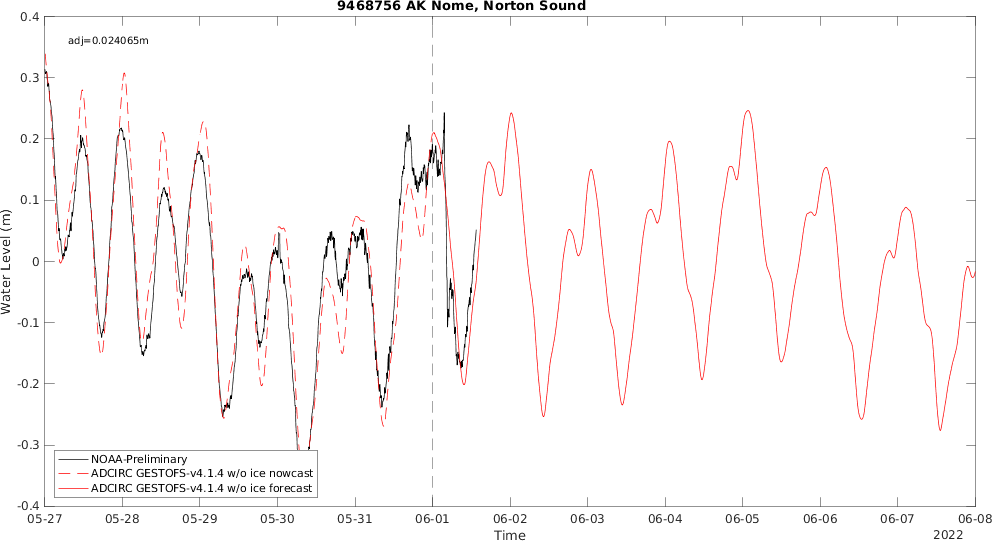 9468756 AK Nome, Norton Sound
adj=0.024065m
Water Level (m)
0.4
0.3
0.2
0.1
0
-0.1
-0.2
-0.3
-0.4
NOAA-Preliminary
ADCIRC GESTOFS-v4.1.4 w/o ice nowcast
ADCIRC GESTOFS-v4.1.4 w/o ice forecast
05-27 05-28 05-29 05-30 05-31 06-01 06-02 06-03 06-04 06-05 06-06 06-07 06-08
Time
2022